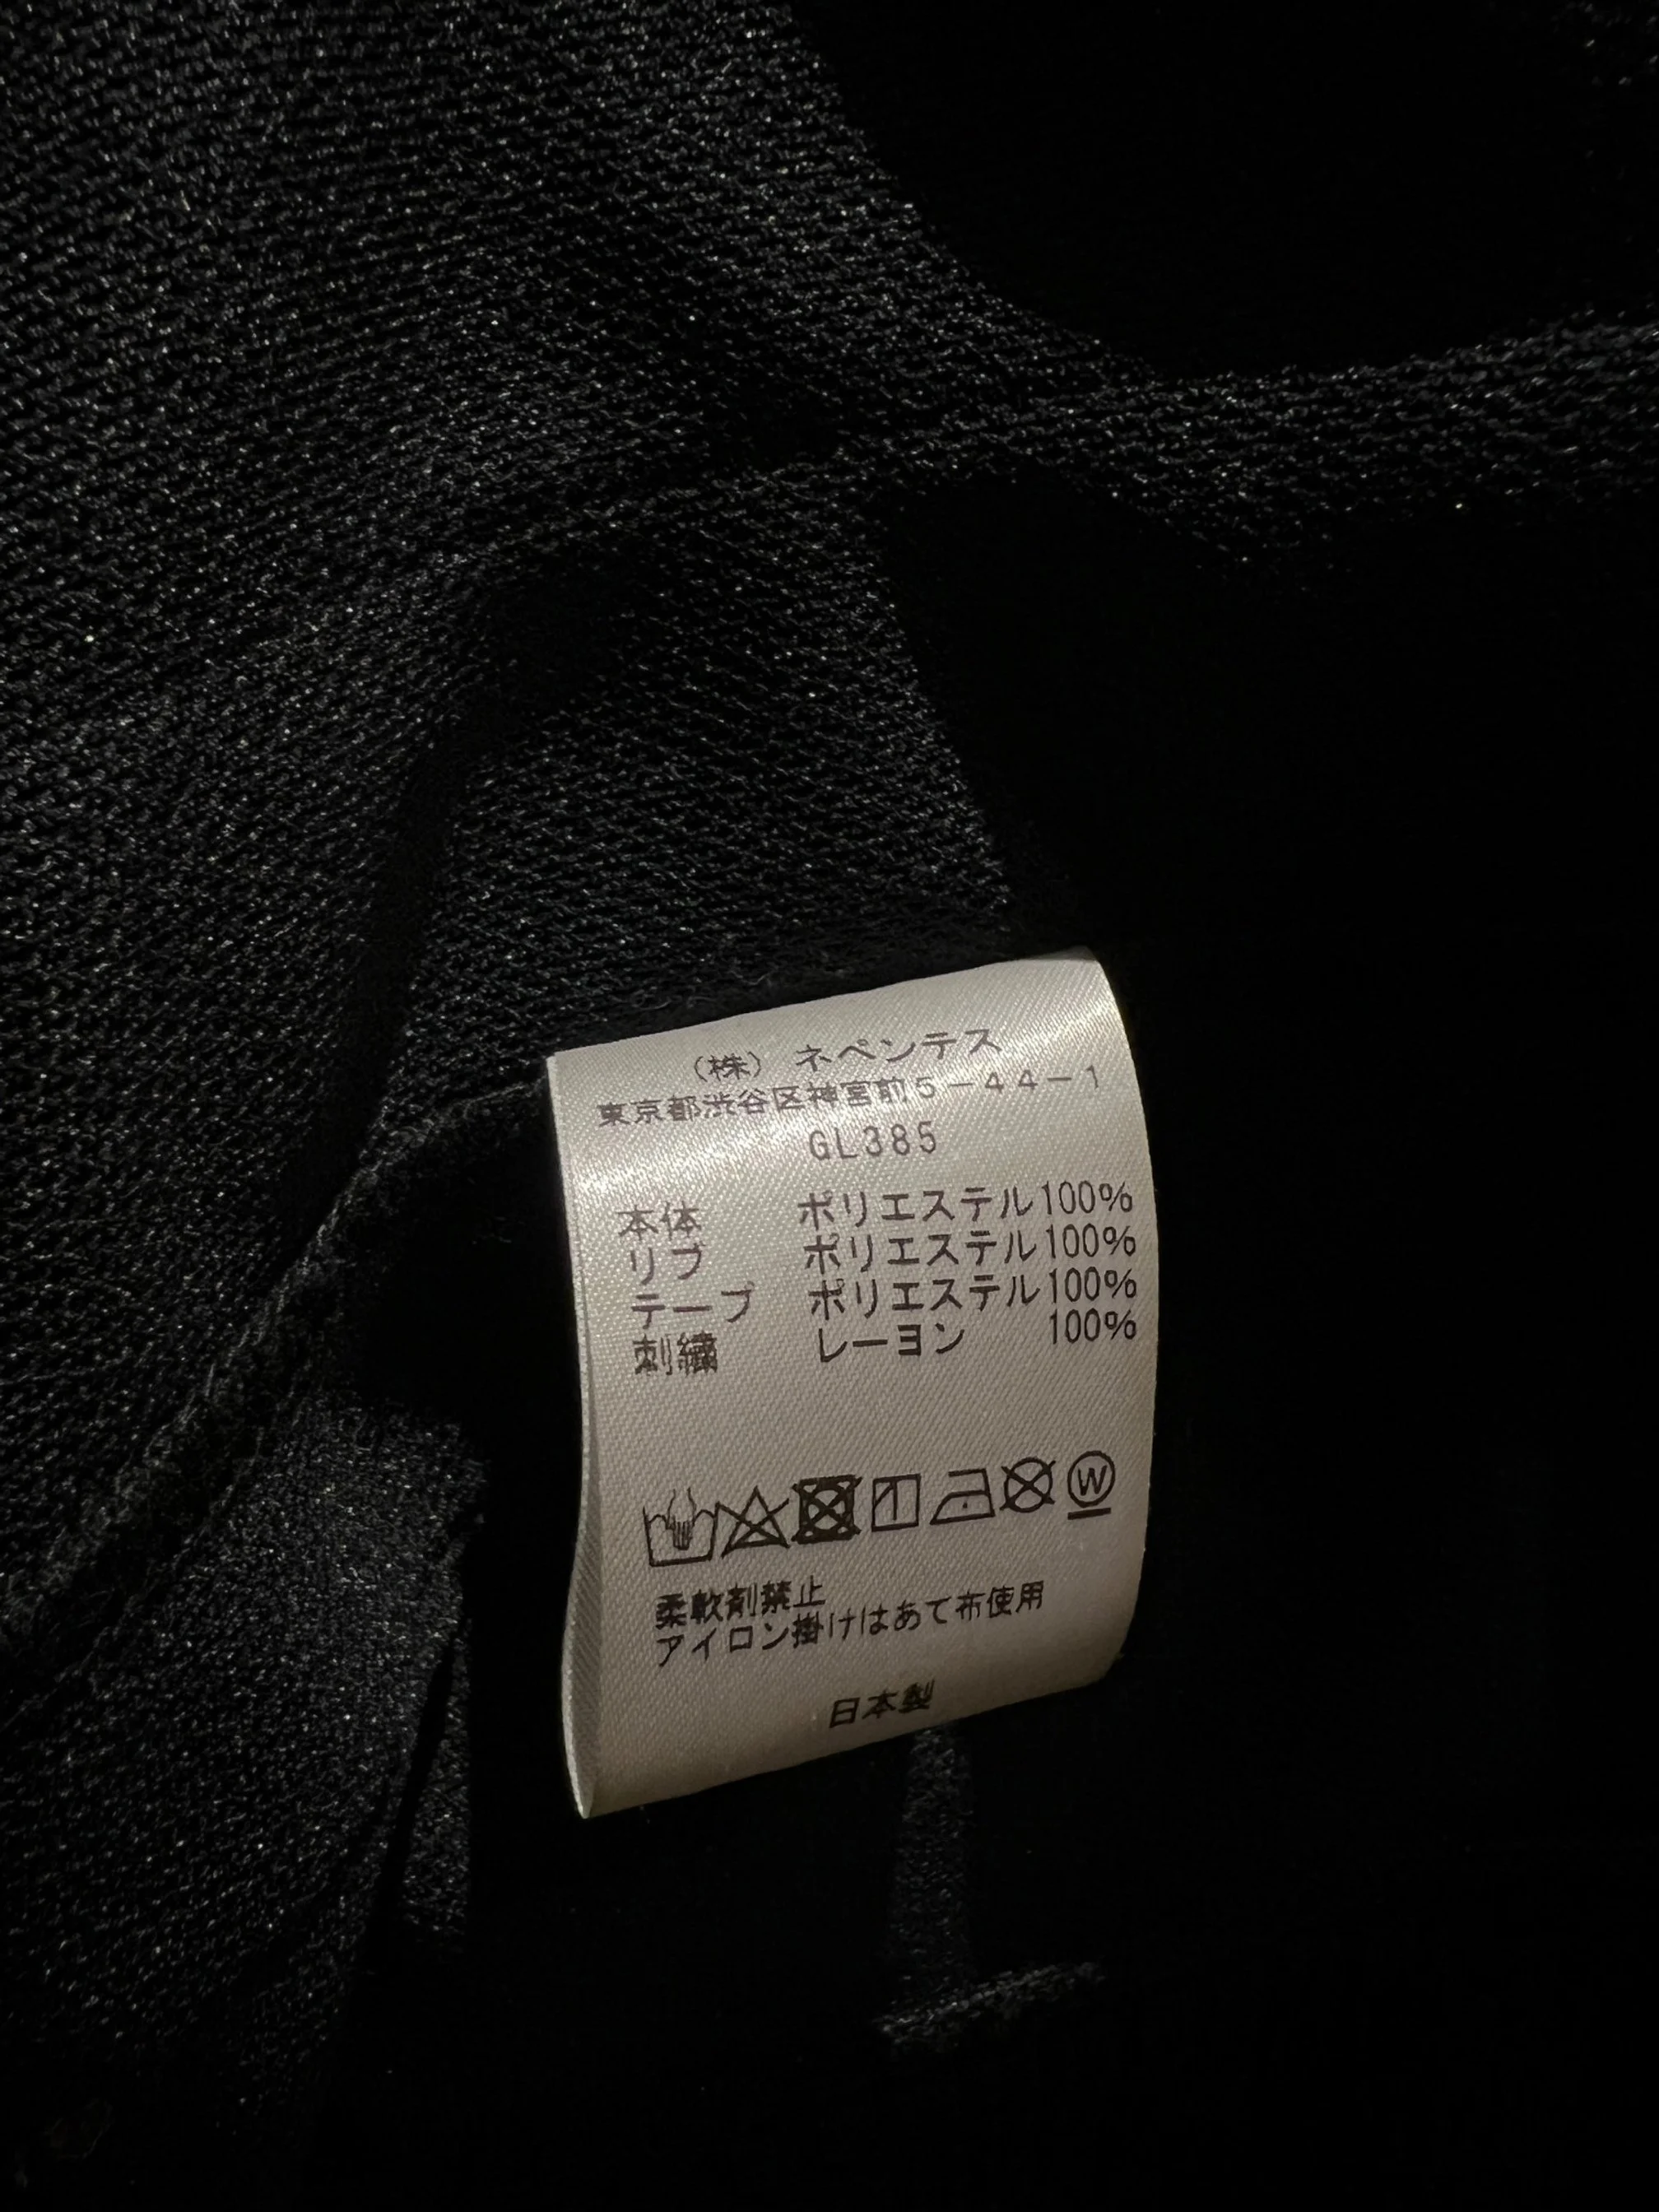 (株) ネペンテス
東京都渋谷区神宮前5-44-1
GL385
本体 ポリエステル100%
リブ ポリエステル100%
テープ ポリエステル100%
刺繍 レーヨン 100%
W
柔軟剤禁止
アイロン掛けはあて布使用
日本製